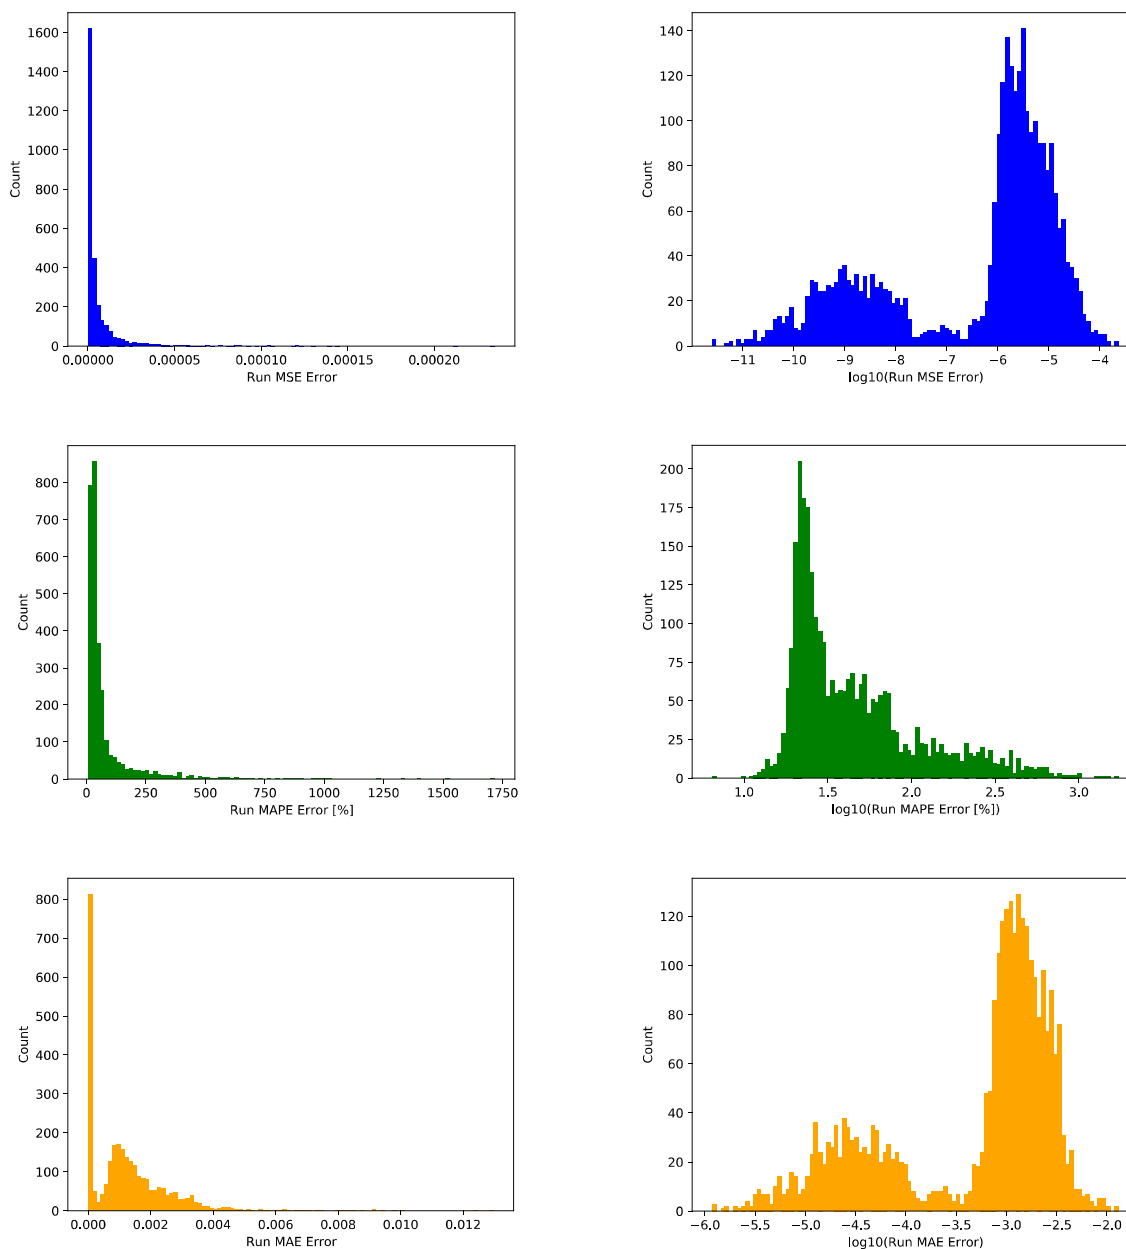 1600
1400
1200
1000
800
600
400
200
0
Count
0.00000 0.00005 0.00010 0.00015 0.00020
Run MSE Error
140
120
100
80
60
40
20
0
Count
−11 −10 −9 −8 −7 −6 −5 −4
log10(Run MSE Error)
800
700
600
500
400
300
200
100
0
Count
0 250 500 750 1000 1250 1500 1750
Run MAPE Error [%]
200
175
150
125
100
75
50
25
0
Count
1.0 1.5 2.0 2.5 3.0
log10(Run MAPE Error [%])
800
700
600
500
400
300
200
100
0
Count
0.000 0.002 0.004 0.006 0.008 0.010 0.012
Run MAE Error
120
100
80
60
40
20
0
Count
−6.0 −5.5 −5.0 −4.5 −4.0 −3.5 −3.0 −2.5 −2.0
log10(Run MAE Error)